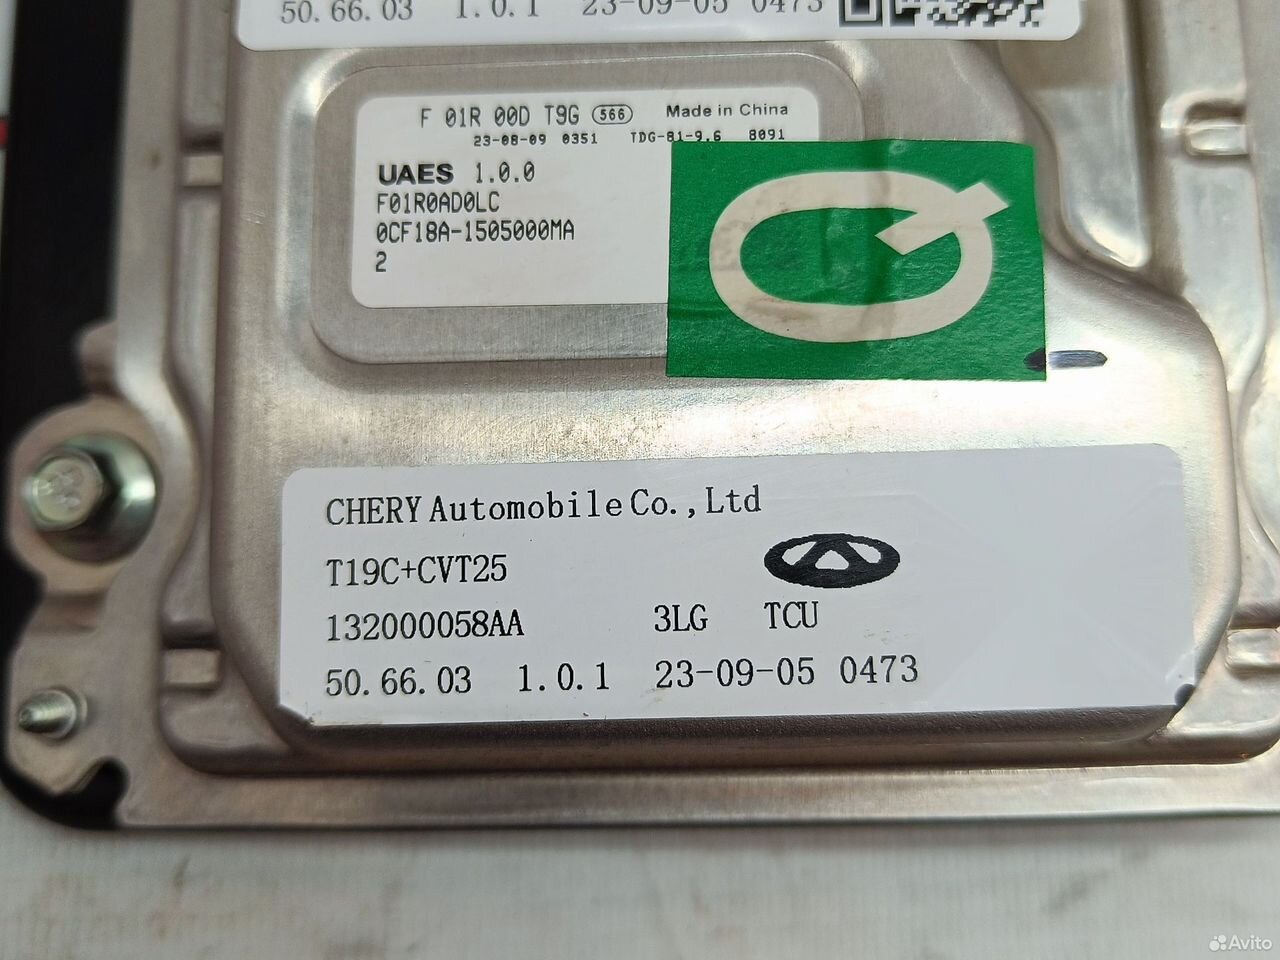 50.66.03 1.0.1 23-09-05 0473
F 01R 00D T9G 566 Made in China
23-08-09 0351 TDG-81-9.6 8091
UAES 1.0.0
F01R0AD0LC
0CF18A-1505000MA
2
CHERY Automobile Co.,Ltd
T19C+CVT25
132000058AA 3LG TCU
50.66.03 1.0.1 23-09-05 0473
Avito